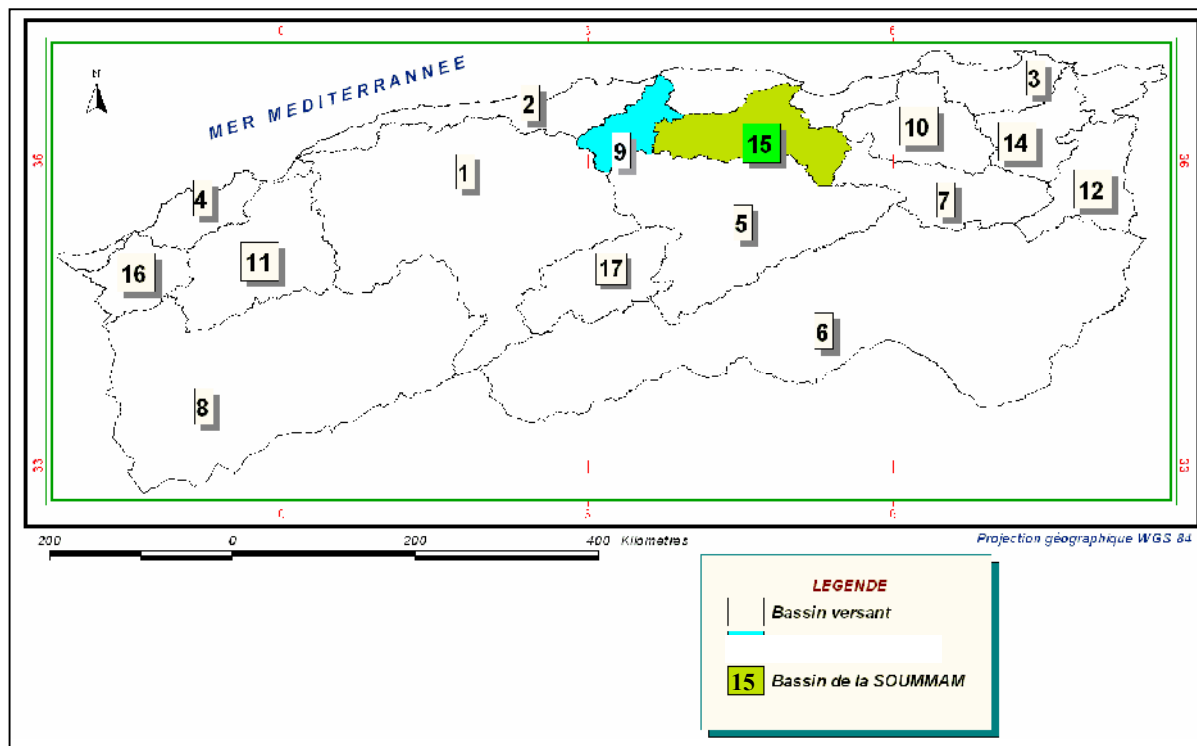 0 3 6
N
MER MEDITERRANNEE
3
2
10
14
36 36
9
15
1
12
4
7
5
11
17
16
6
8
33 33
0 3 6
200 0 200 400 Kilometres
Projection géographique WGS 84
LEGENDE
Bassin versant
15 Bassin de la SOUMMAM